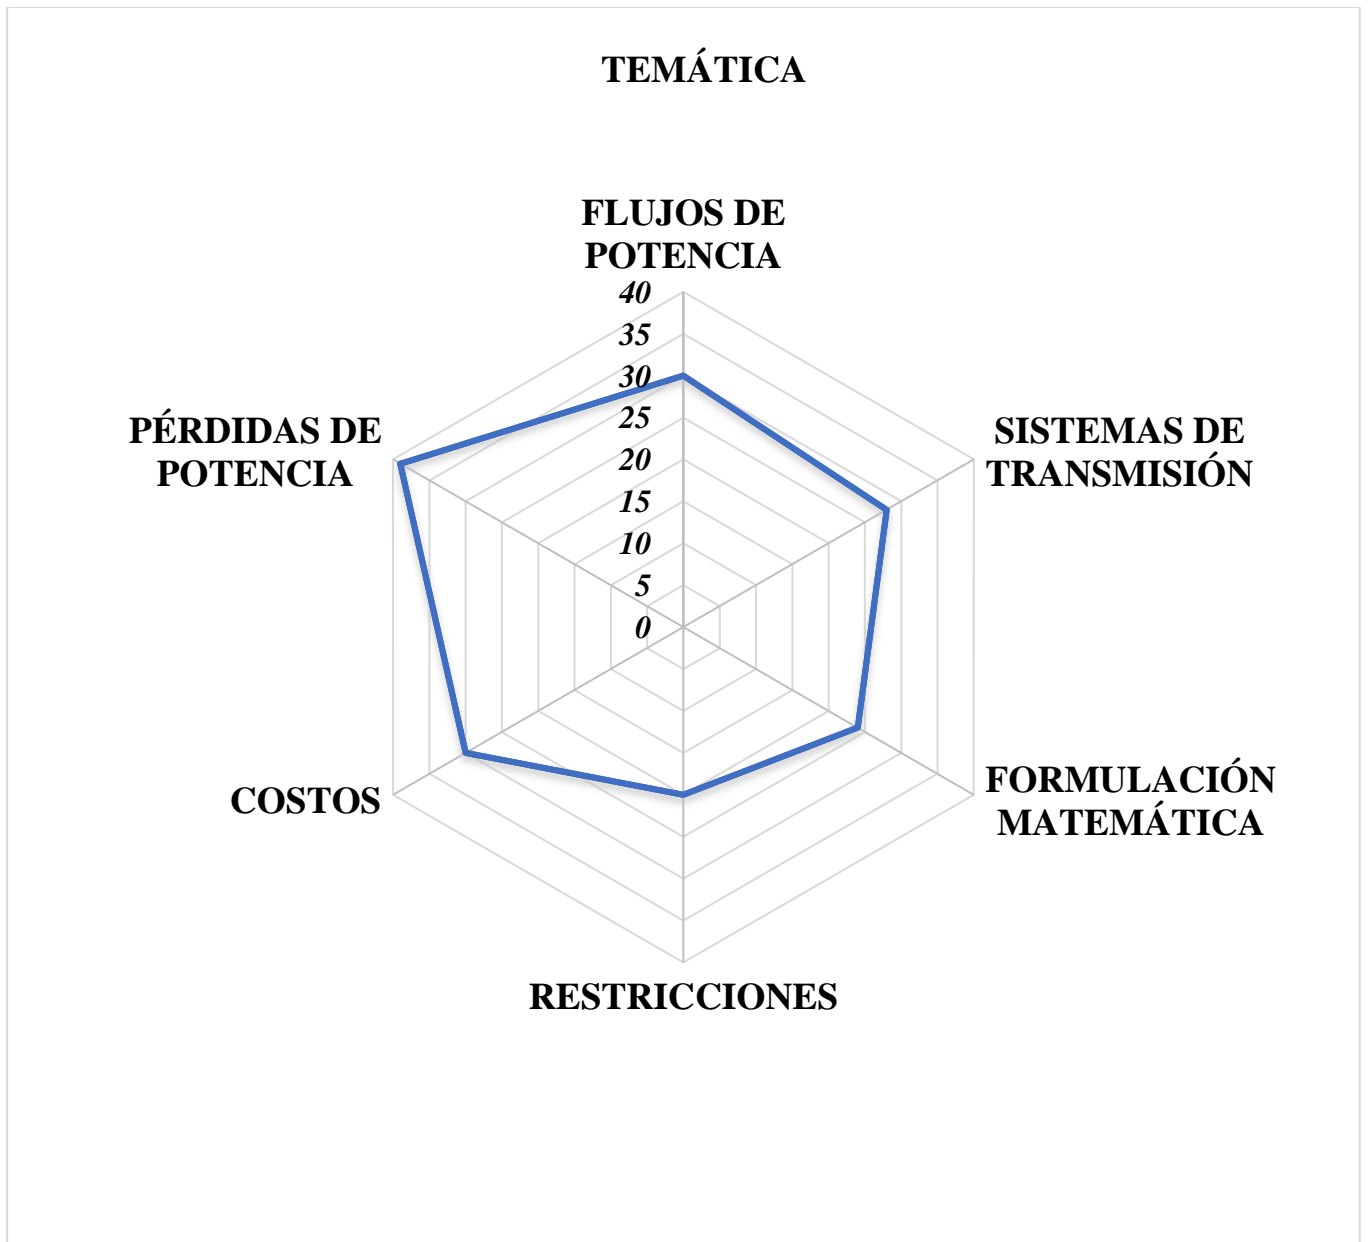 TEMÁTICA
FLUJOS DE
POTENCIA
40
35
30
25
20
15
10
5
0
PÉRDIDAS DE
POTENCIA
SISTEMAS DE
TRANSMISIÓN
COSTOS
FORMULACIÓN
MATEMÁTICA
RESTRICCIONES